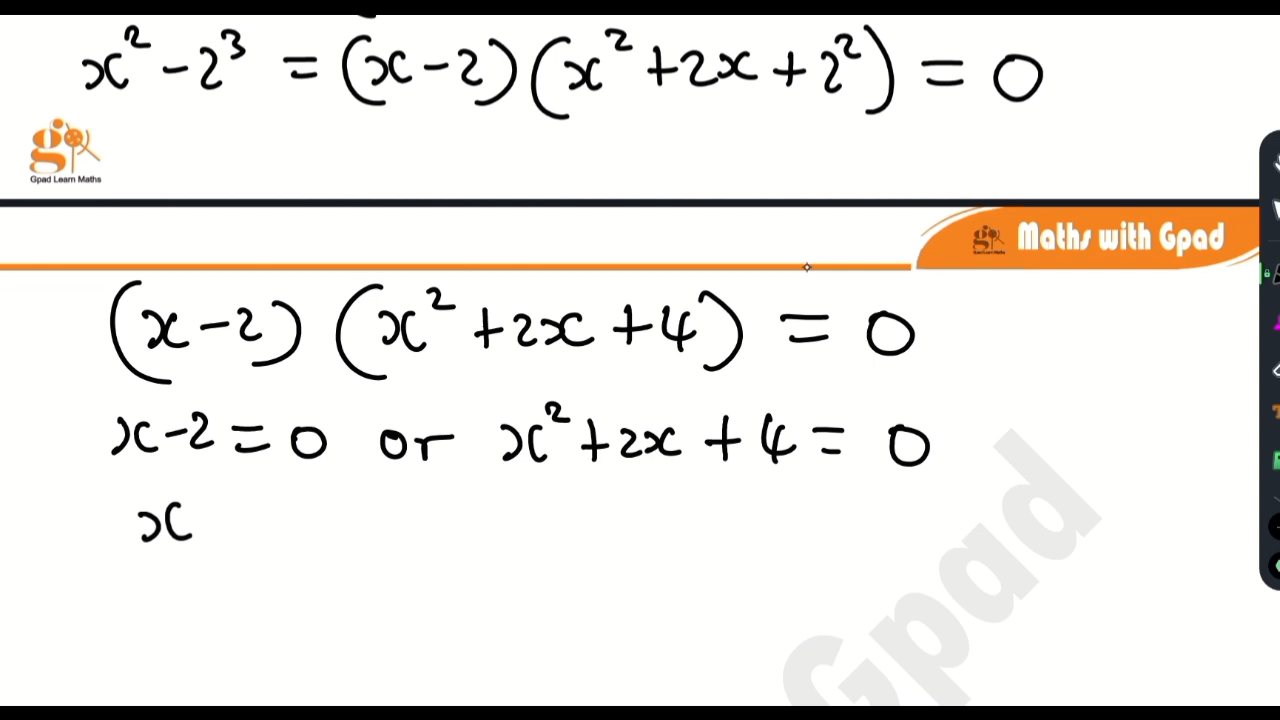 x² - 2³ = (x - 2)(x² + 2x + 2²) = 0
g
Gpad Learn Maths
Maths with Gpad
(x - 2) (x² + 2x + 4) = 0
x - 2 = 0 or x² + 2x + 4 = 0
x
Gpad